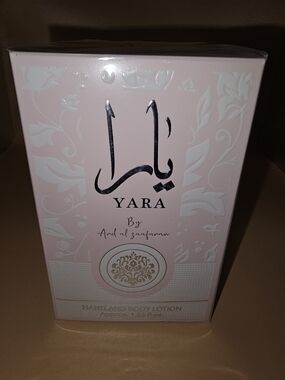 يارا
YARA
By
Ard al zaafaran
HAND AND BODY LOTION